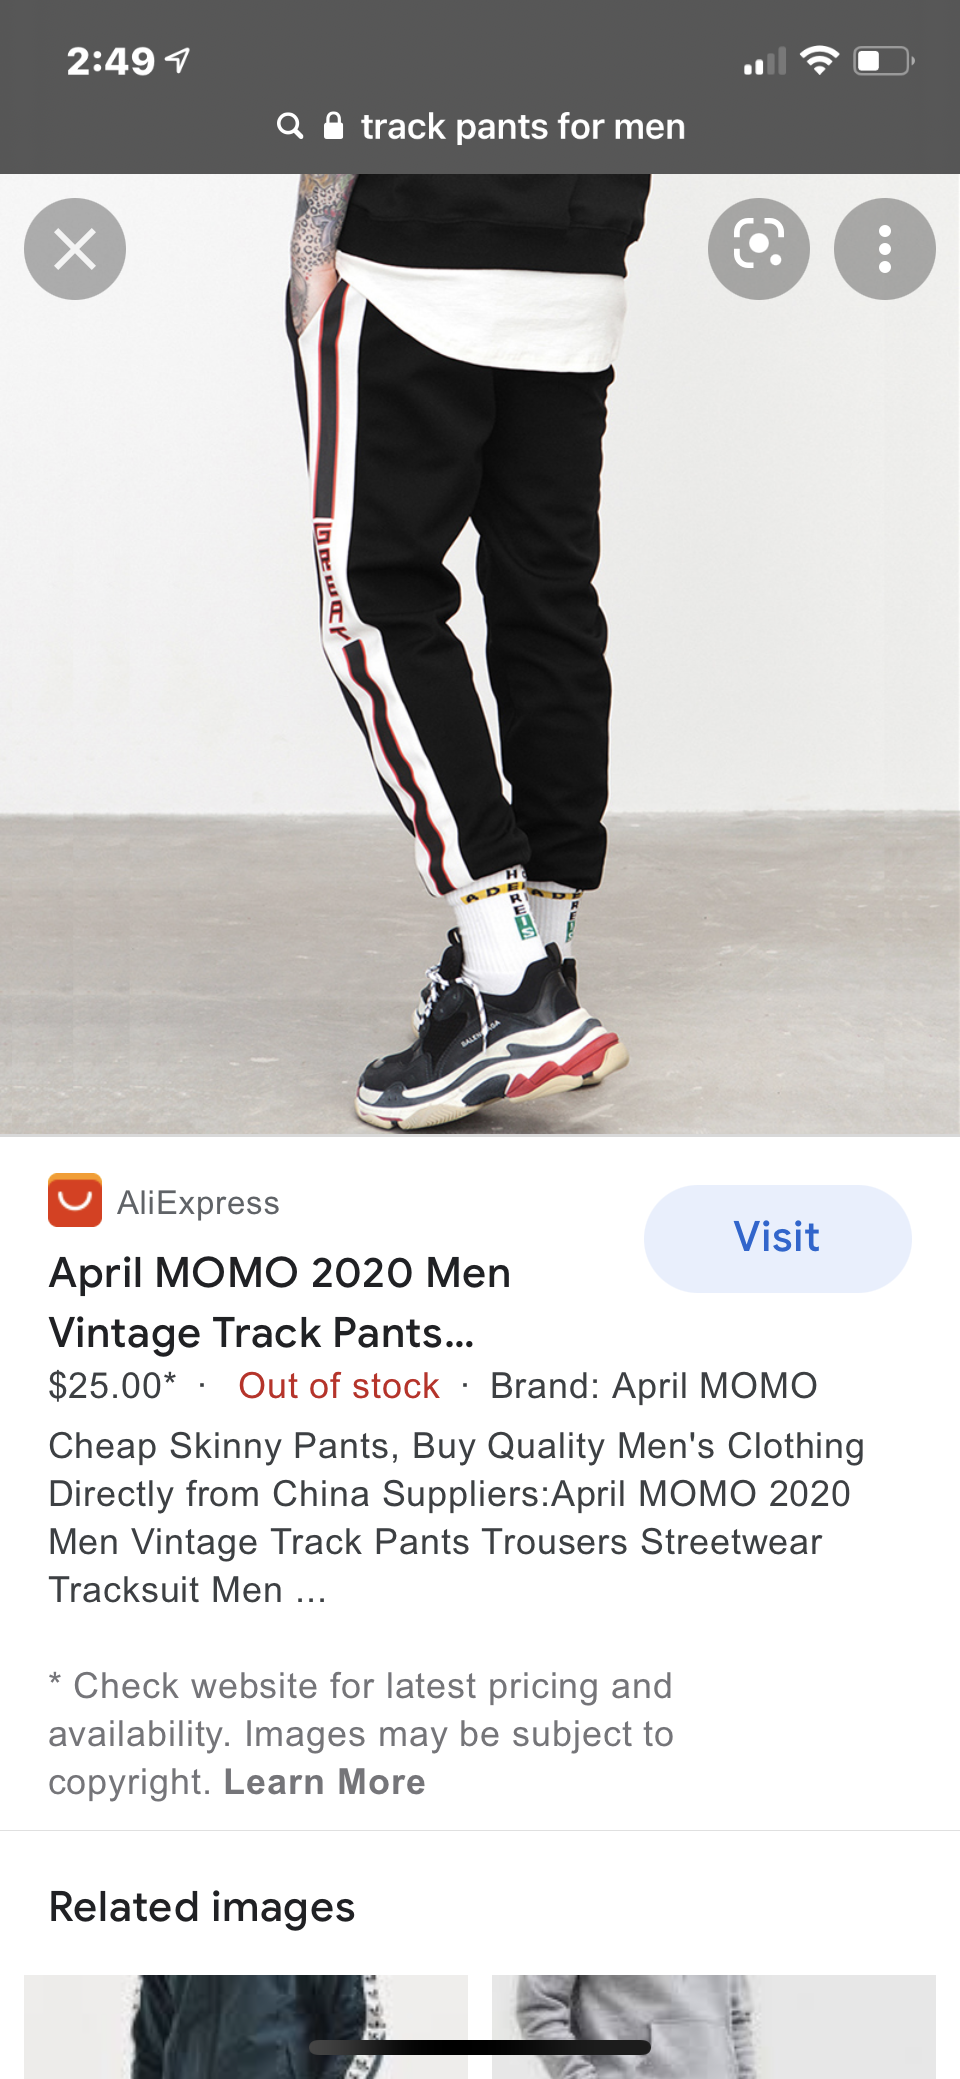 2:49
track pants for men
BALENCIAGA
AliExpress
Visit
April MOMO 2020 Men
Vintage Track Pants...
$25.00* · Out of stock · Brand: April MOMO
Cheap Skinny Pants, Buy Quality Men's Clothing
Directly from China Suppliers:April MOMO 2020
Men Vintage Track Pants Trousers Streetwear
Tracksuit Men ...
* Check website for latest pricing and
availability. Images may be subject to
copyright. Learn More
Related images